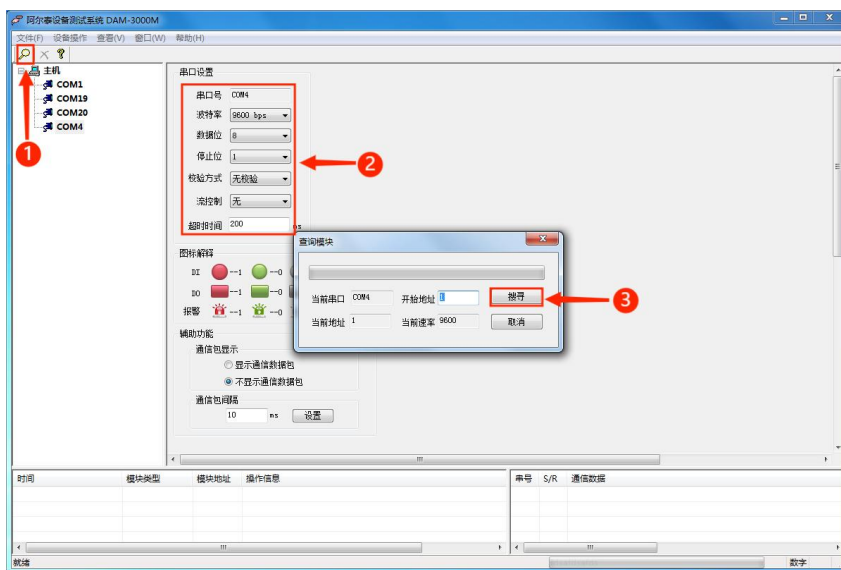 阿尔泰设备测试系统 DAM-3000M
文件(F) 设备操作 查看(V) 窗口(W) 帮助(H)
主机
COM1
COM19
COM20
COM4
1
串口设置
串口号 COM4
波特率 9600 bps
数据位 8
停止位 1
校验方式 无校验
流控制 无
超时时间 200 ms
2
图标解释
DI --1 --0
DO --1 --0
报警 --1 --0
辅助功能
通信包显示
显示通信数据包
不显示通信数据包
通信包间隔
10 ms 设置
查询模块
当前串口 COM4 开始地址 1 搜寻
当前地址 1 当前速率 9600 取消
3
时间 模块类型 模块地址 操作信息
串号 S/R 通信数据
就绪 数字